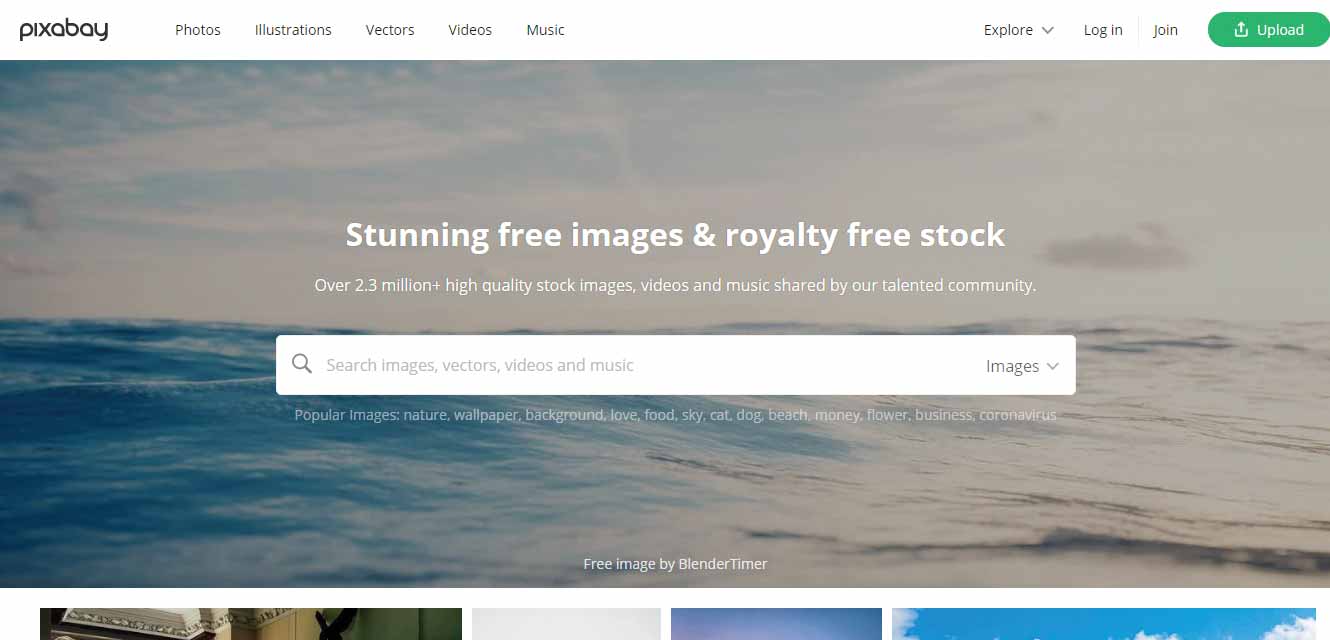 pixabay Photos Illustrations Vectors Videos Music Explore Log in Join Upload
Stunning free images & royalty free stock
Over 2.3 million+ high quality stock images, videos and music shared by our talented community.
Search images, vectors, videos and music Images
Popular Images: nature, wallpaper, background, love, food, sky, cat, dog, beach, money, flower, business, coronavirus
Free image by BlenderTimer